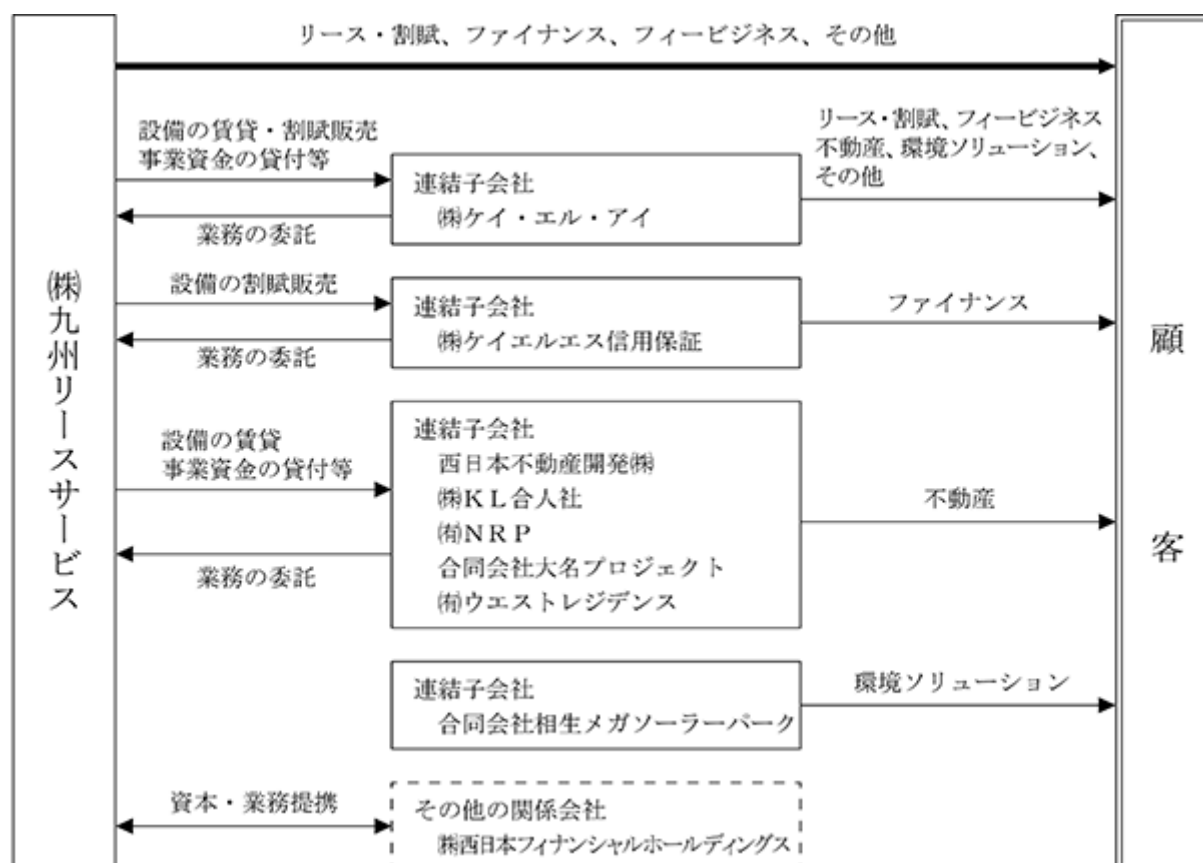 リース・割賦、ファイナンス、フィービジネス、その他
㈱九州リースサービス
顧客
設備の賃貸・割賦販売
事業資金の貸付等
業務の委託
連結子会社
㈱ケイ・エル・アイ
リース・割賦、フィービジネス
不動産、環境ソリューション、
その他
設備の割賦販売
業務の委託
連結子会社
㈱ケイエルエス信用保証
ファイナンス
設備の賃貸
事業資金の貸付等
業務の委託
連結子会社
西日本不動産開発㈱
㈱ＫＬ合人社
㈲ＮＲＰ
合同会社大名プロジェクト
㈲ウエストレジデンス
不動産
連結子会社
合同会社相生メガソーラーパーク
環境ソリューション
資本・業務提携
その他の関係会社
㈱西日本フィナンシャルホールディングス